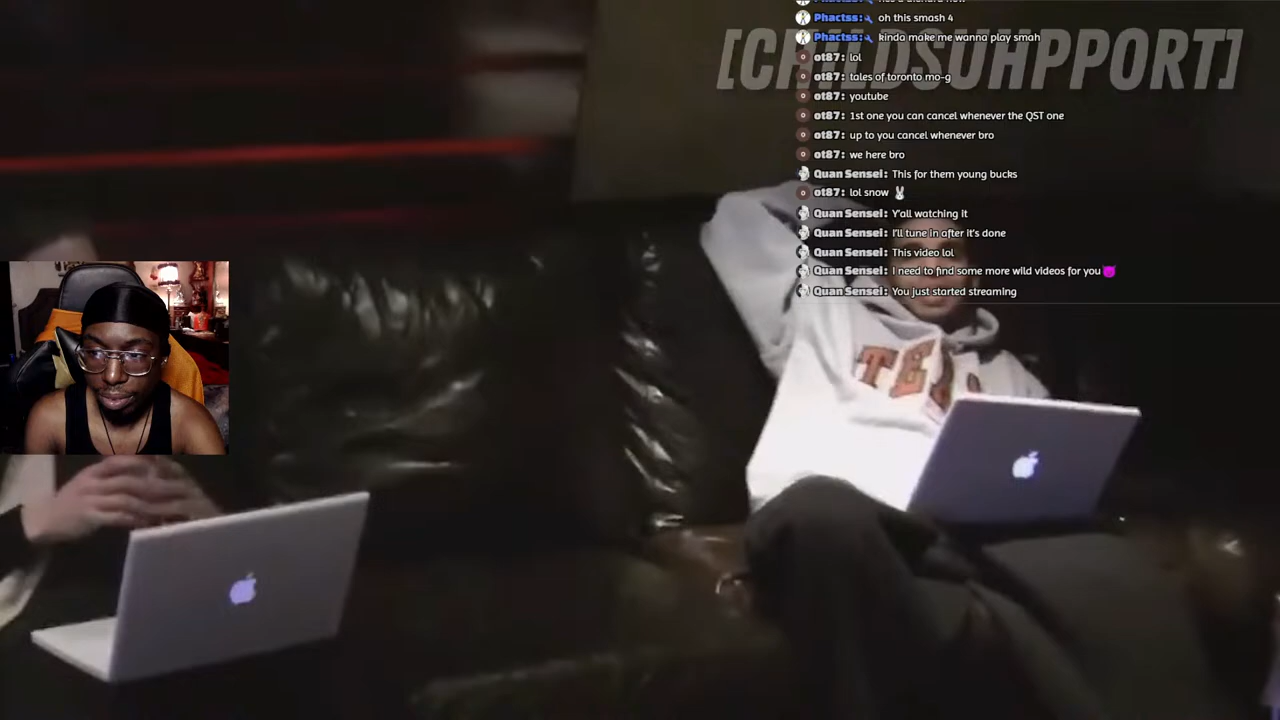 Phactss: oh this smash 4
[CHILDSUHPPORT]
Phactss: kinda make me wanna play smah
ot87: lol
ot87: tales of toronto mo-g
ot87: youtube
ot87: 1st one you can cancel whenever the QST one
ot87: up to you cancel whenever bro
ot87: we here bro
Quan Sensei: This for them young bucks
ot87: lol snow 🐰
Quan Sensei: Y'all watching it
Quan Sensei: I'll tune in after it's done
Quan Sensei: This video lol
Quan Sensei: I need to find some more wild videos for you 😈
Quan Sensei: You just started streaming